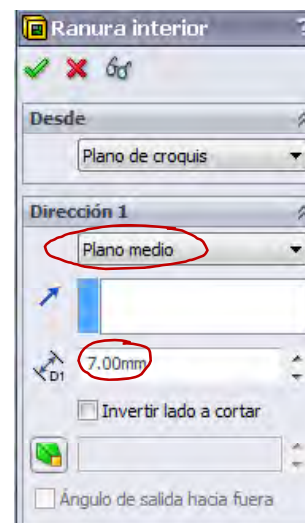 Ranura interior ?
Desde
Plano de croquis
Dirección 1
Plano medio
D1 7.00mm
Invertir lado a cortar
Ángulo de salida hacia fuera